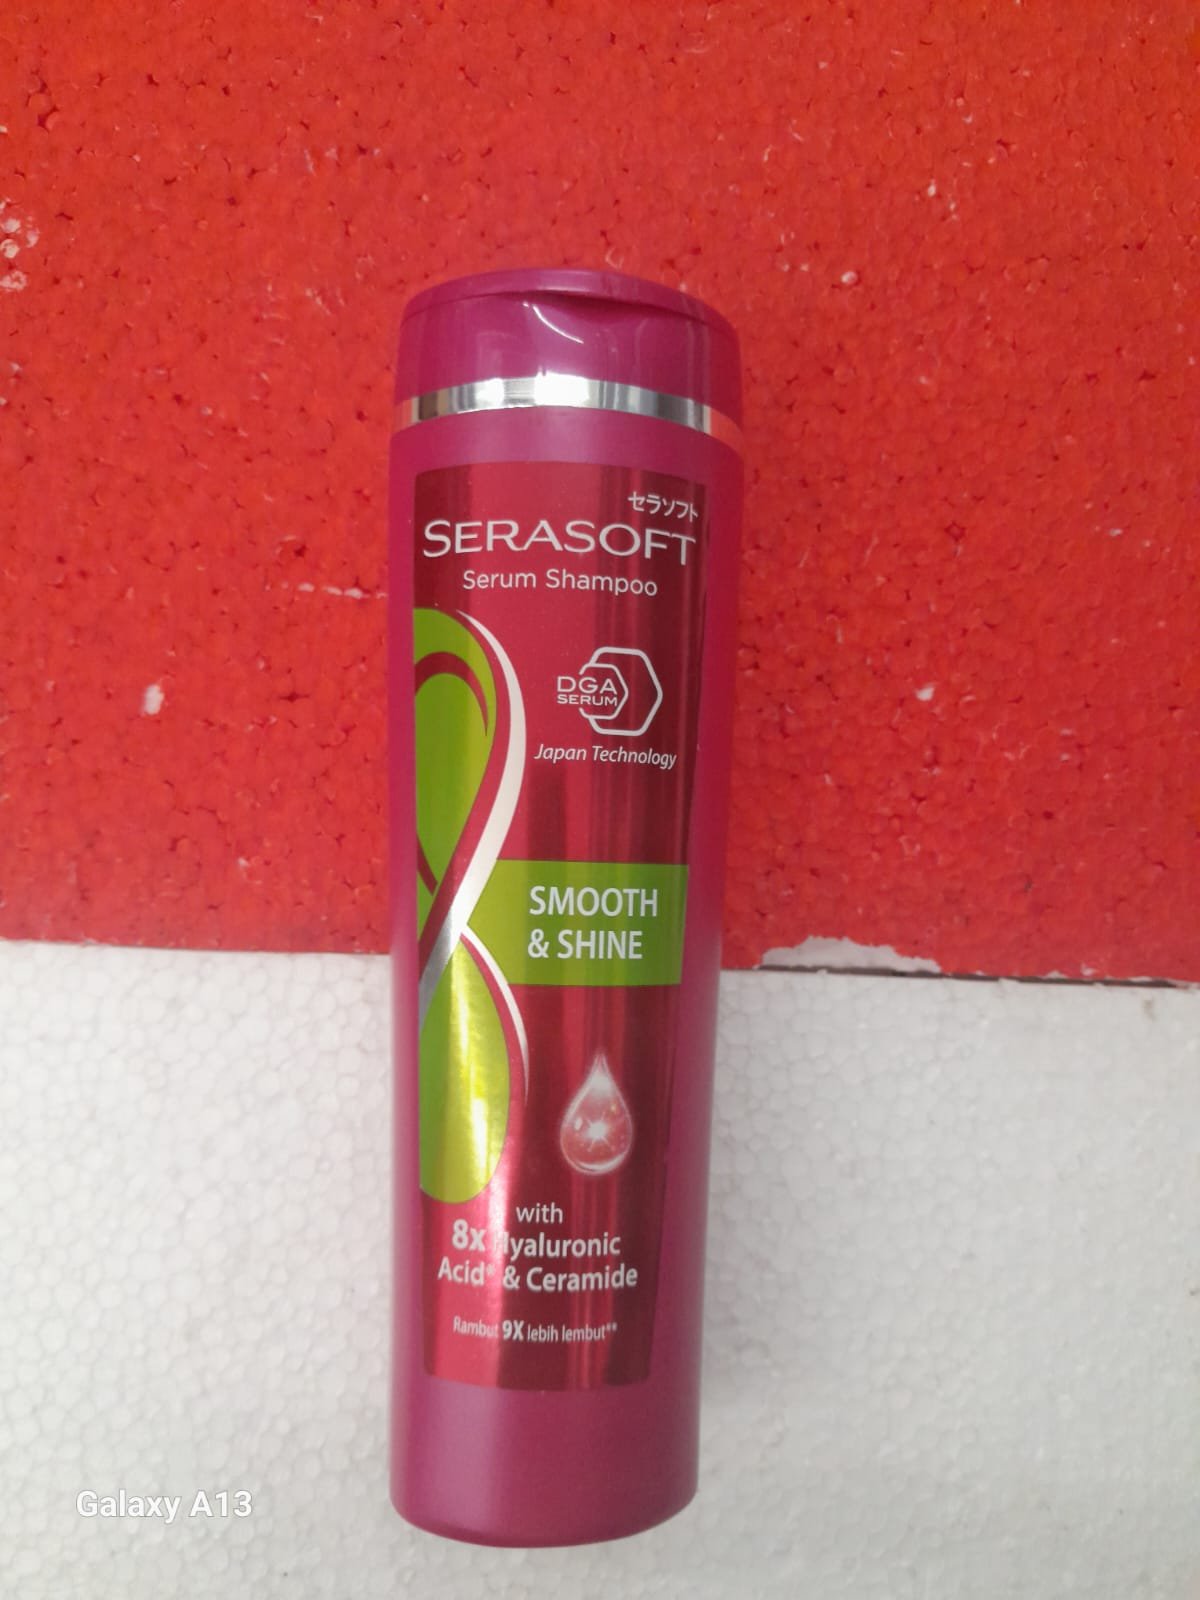 セラソフト
SERASOFT
Serum Shampoo
DGA
SERUM
Japan Technology
SMOOTH
& SHINE
with
8x Hyaluronic
Acid* & Ceramide
Rambut 9X lebih lembut**
Galaxy A13